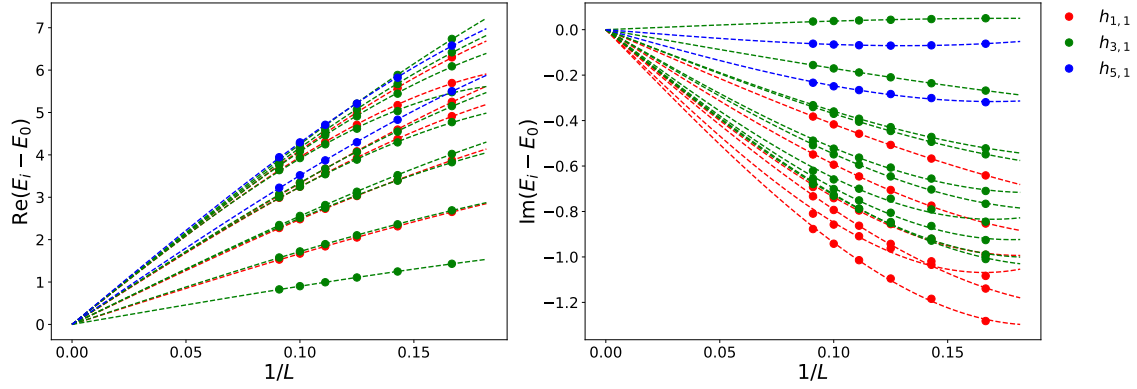 Re(E_i − E_0)
7
6
5
4
3
2
1
0
0.00 0.05 0.10 0.15
1/L
Im(E_i − E_0)
0.0
−0.2
−0.4
−0.6
−0.8
−1.0
−1.2
0.00 0.05 0.10 0.15
1/L
h_{1,1}
h_{3,1}
h_{5,1}